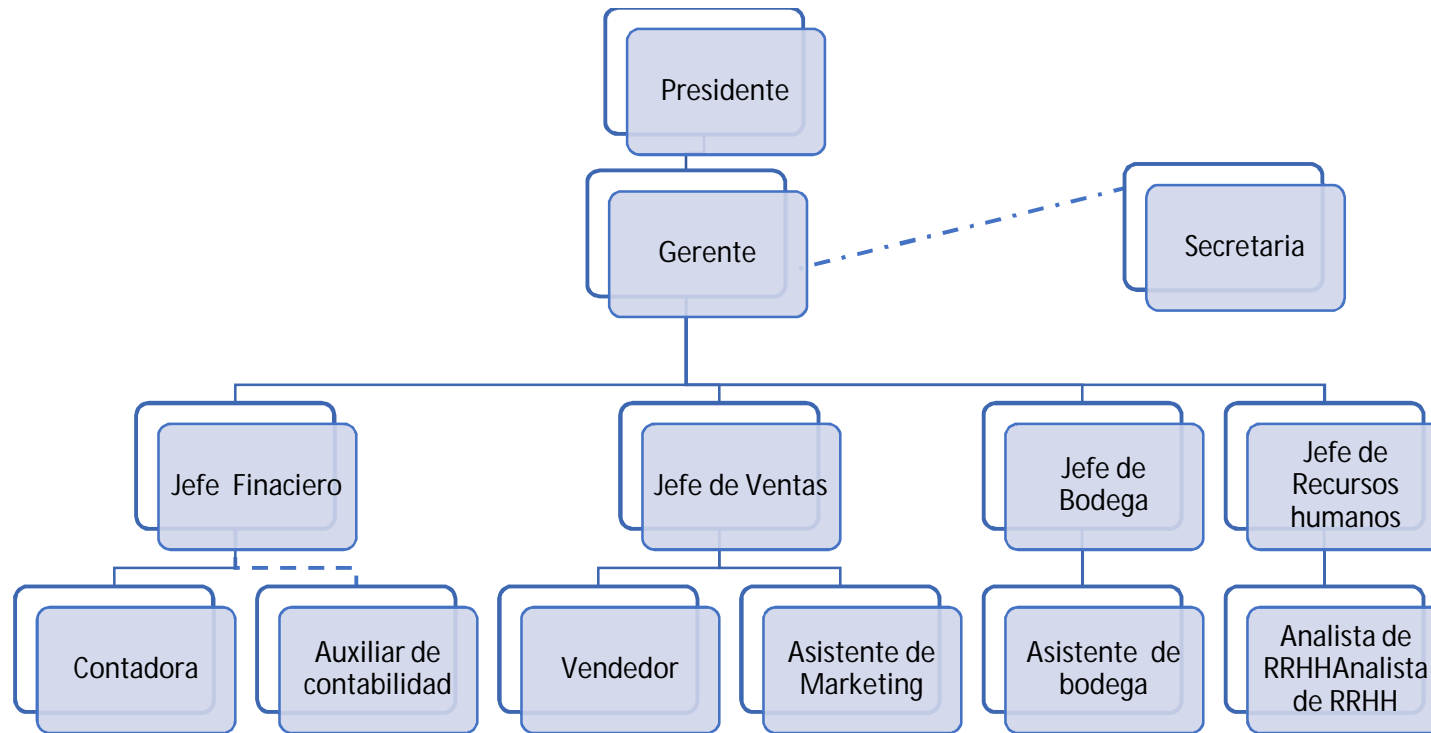 Presidente
Gerente
Secretaria
Jefe Finaciero
Jefe de Ventas
Jefe de
Bodega
Jefe de
Recursos
humanos
Contadora
Auxiliar de
contabilidad
Vendedor
Asistente de
Marketing
Asistente de
bodega
Analista de
RRHHAnalista
de RRHH